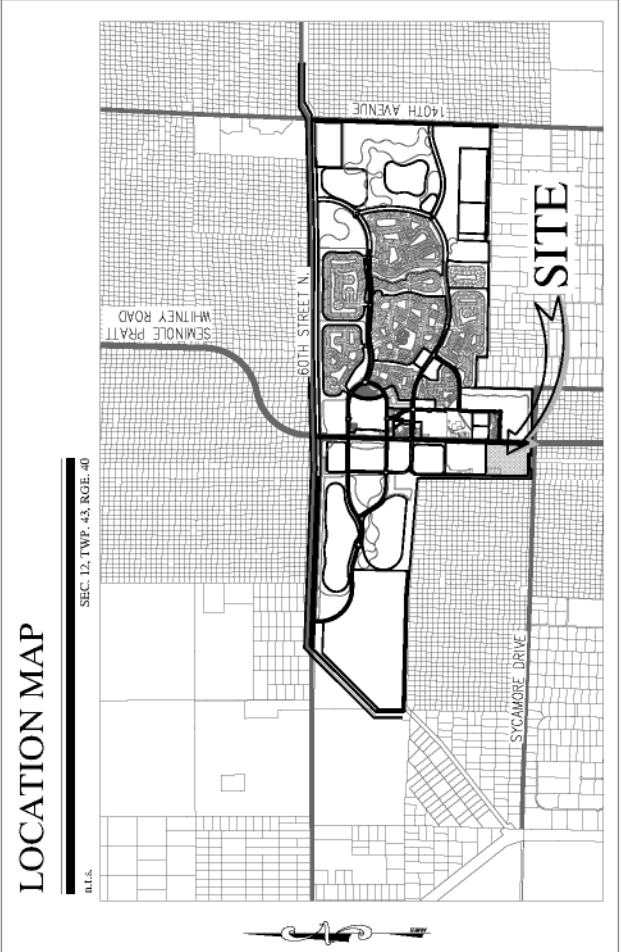 LOCATION MAP
n.t.s.
SEC. 12, TWP. 43, RGE. 40
SEMINOLE PRATT
WHITNEY ROAD
60TH STREET N.
140TH AVENUE
SITE
SYCAMORE DRIVE